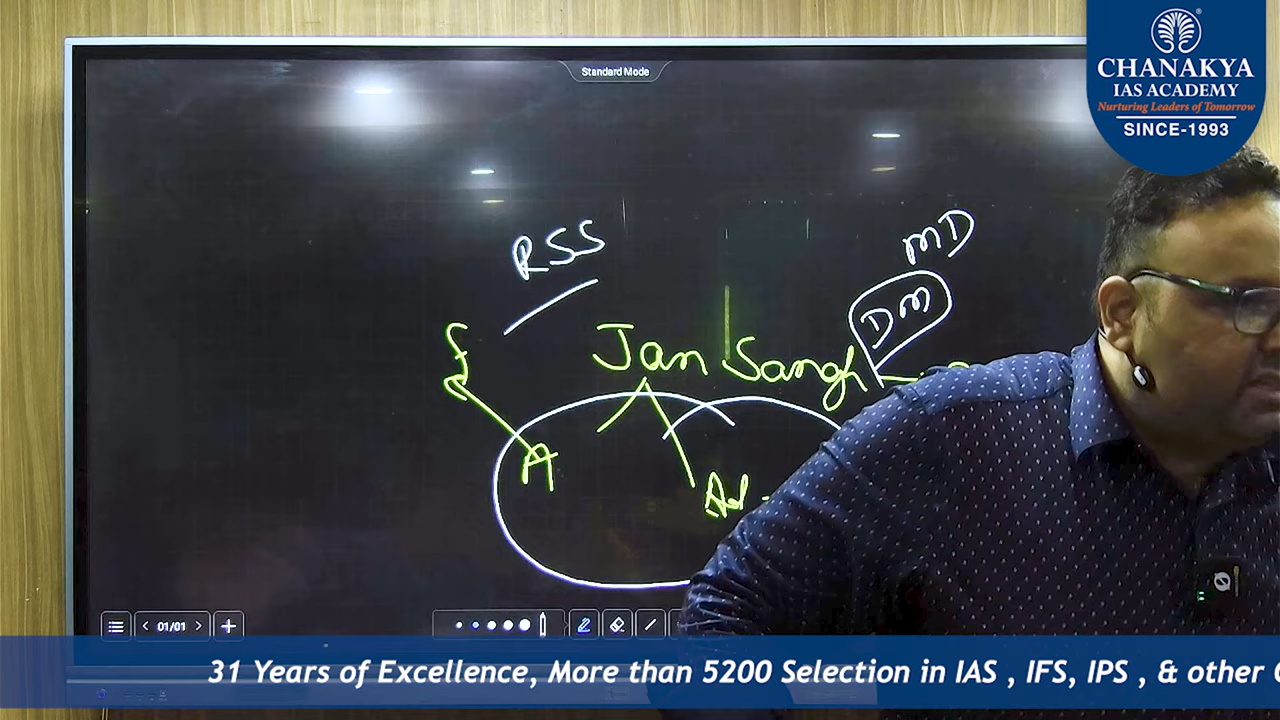 CHANAKYA
IAS ACADEMY
Nurturing Leaders of Tomorrow
SINCE-1993
Standard Mode
MD
RSS
DM
Jan Sangh
A
Ad
01/01
31 Years of Excellence, More than 5200 Selection in IAS , IFS, IPS , & other